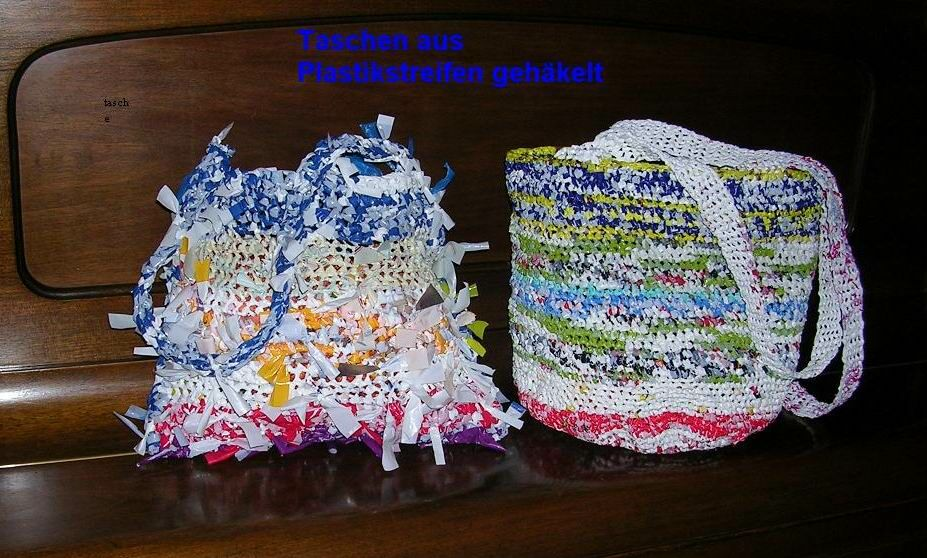 Taschen aus
Plastikstreifen gehäkelt
tasch
e